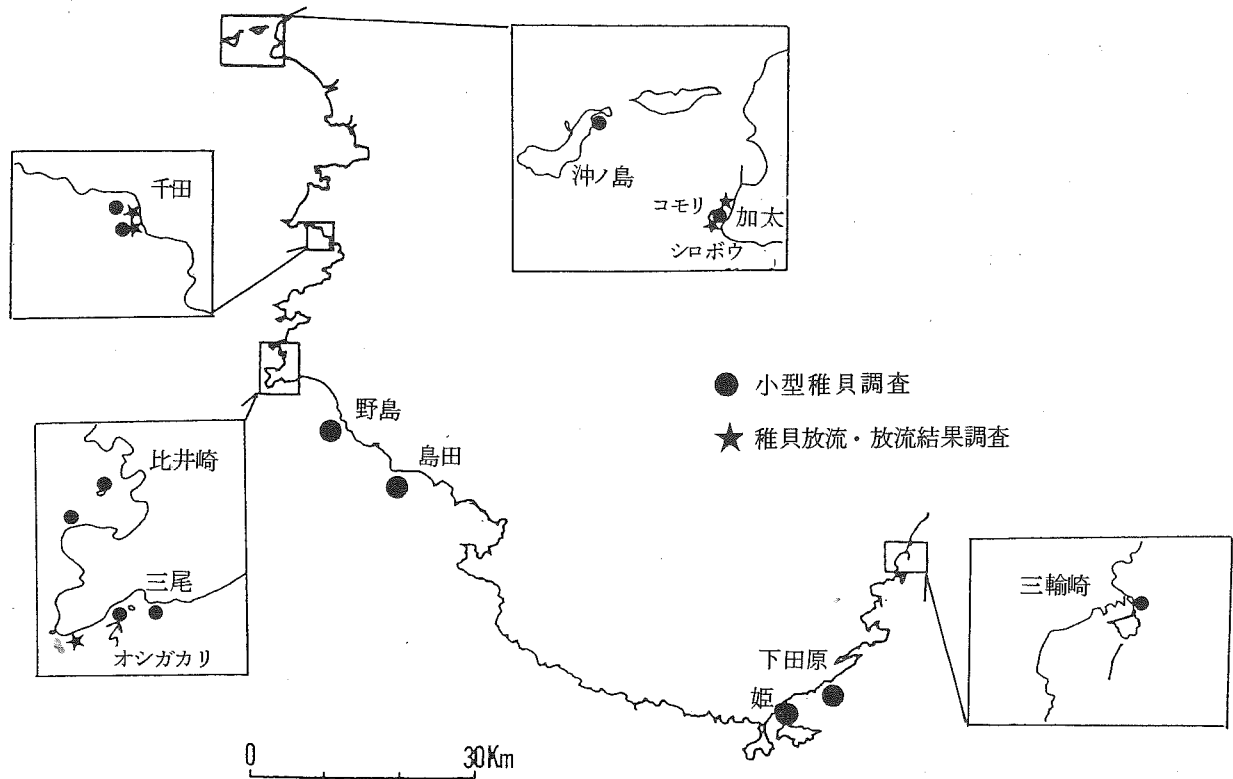 沖ノ島
コモリ
加太
シロボウ
千田
● 小型稚貝調査
★ 稚貝放流・放流結果調査
野島
島田
比井崎
三尾
オシガカリ
三輪崎
下田原
姫
0 30Km